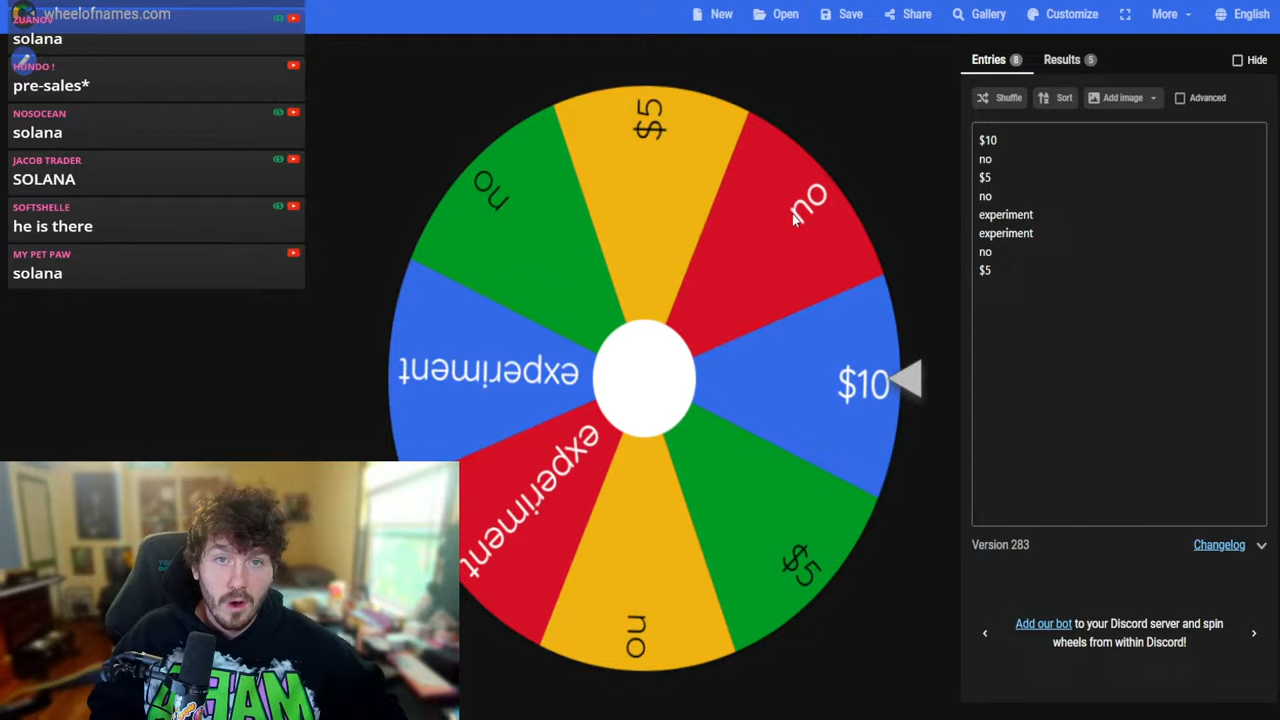 wheelofnames.com
New
Open
Save
Share
Gallery
Customize
More
English
ZUANOV
solana
HUNDO !
pre-sales*
NOSOCEAN
solana
JACOB TRADER
SOLANA
SOFTSHELLE
he is there
MY PET PAW
solana
$5
no
$10
$5
no
experiment
experiment
no
Entries 8
Results 5
Hide
Shuffle
Sort
Add image
Advanced
$10
no
$5
no
experiment
experiment
no
$5
Version 283
Changelog
Add our bot to your Discord server and spin
wheels from within Discord!